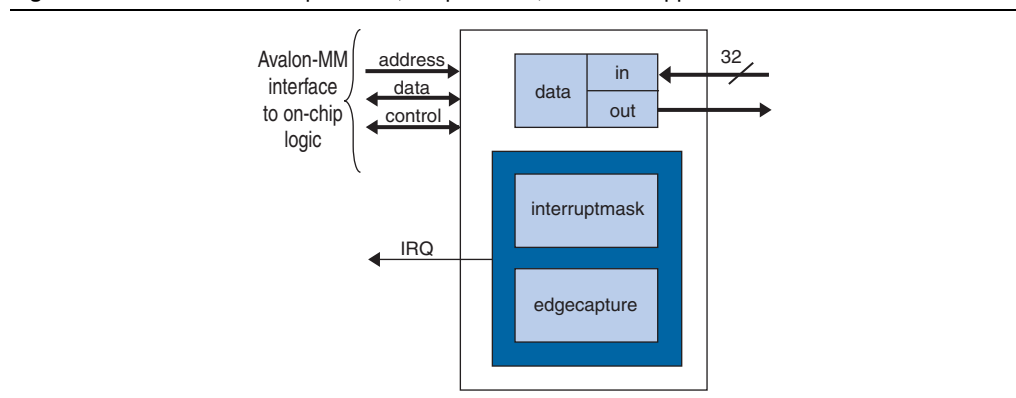 Avalon-MM
interface
to on-chip
logic
address
data
control
IRQ
data
in
out
32
interruptmask
edgecapture